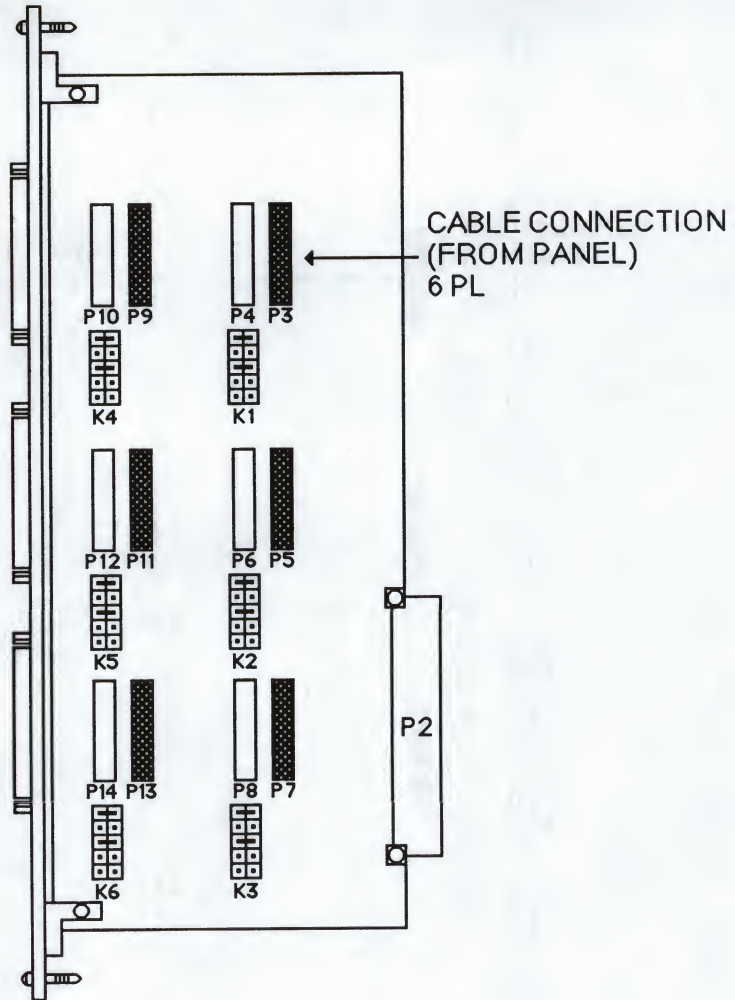 CABLE CONNECTION
(FROM PANEL)
6 PL
P10 P9 P4 P3
K4 K1
P12 P11 P6 P5
K5 K2
P2
P14 P13 P8 P7
K6 K3